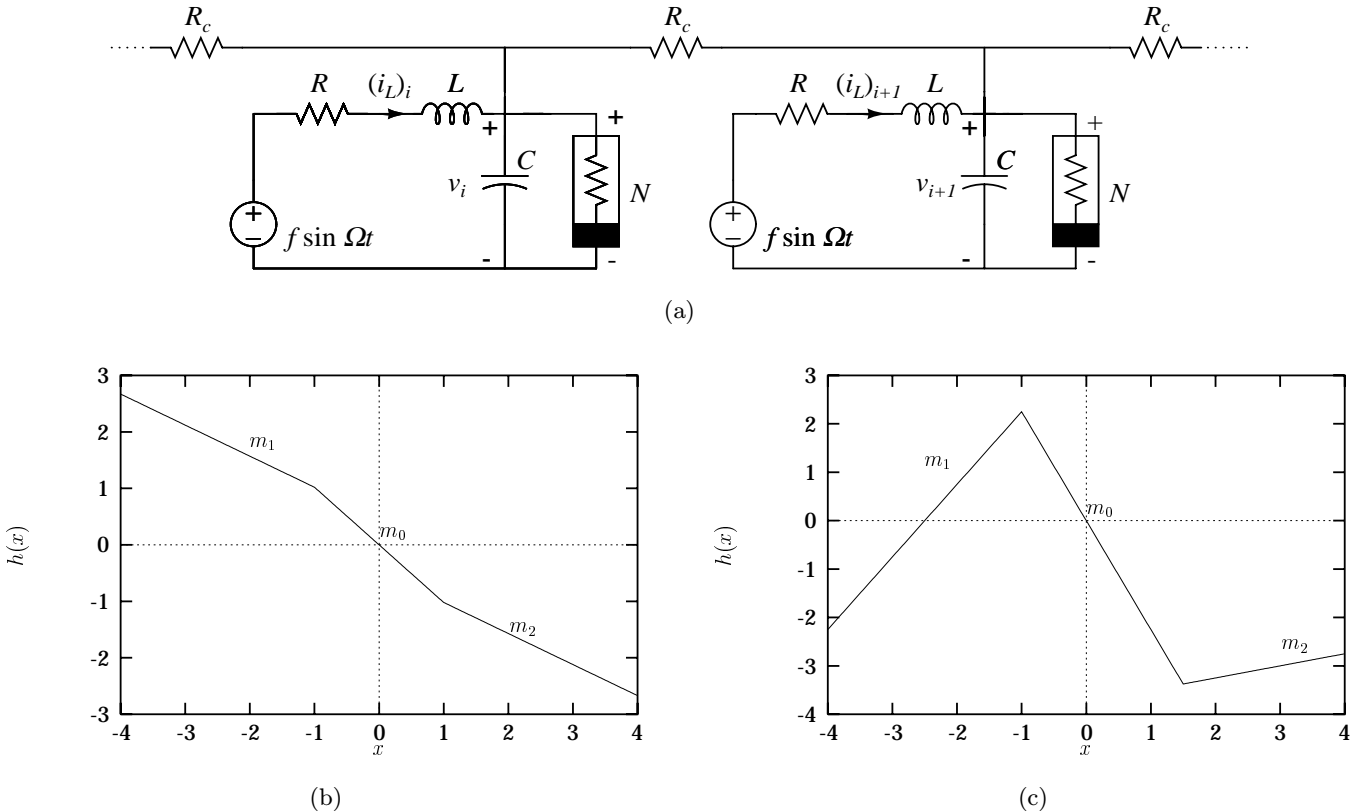 R_c R_c R_c
R (i_L)_i L R (i_L)_{i+1} L
+ + + +
C C
v_i N v_{i+1} N
+ +
− f sin Ωt − f sin Ωt
- - - -
(a)
3
2
1
0
-1
-2
-3
-4 -3 -2 -1 0 1 2 3 4
h(x)
x
m_1
m_0
m_2
(b)
3
2
1
0
-1
-2
-3
-4
-4 -3 -2 -1 0 1 2 3 4
h(x)
x
m_1
m_0
m_2
(c)